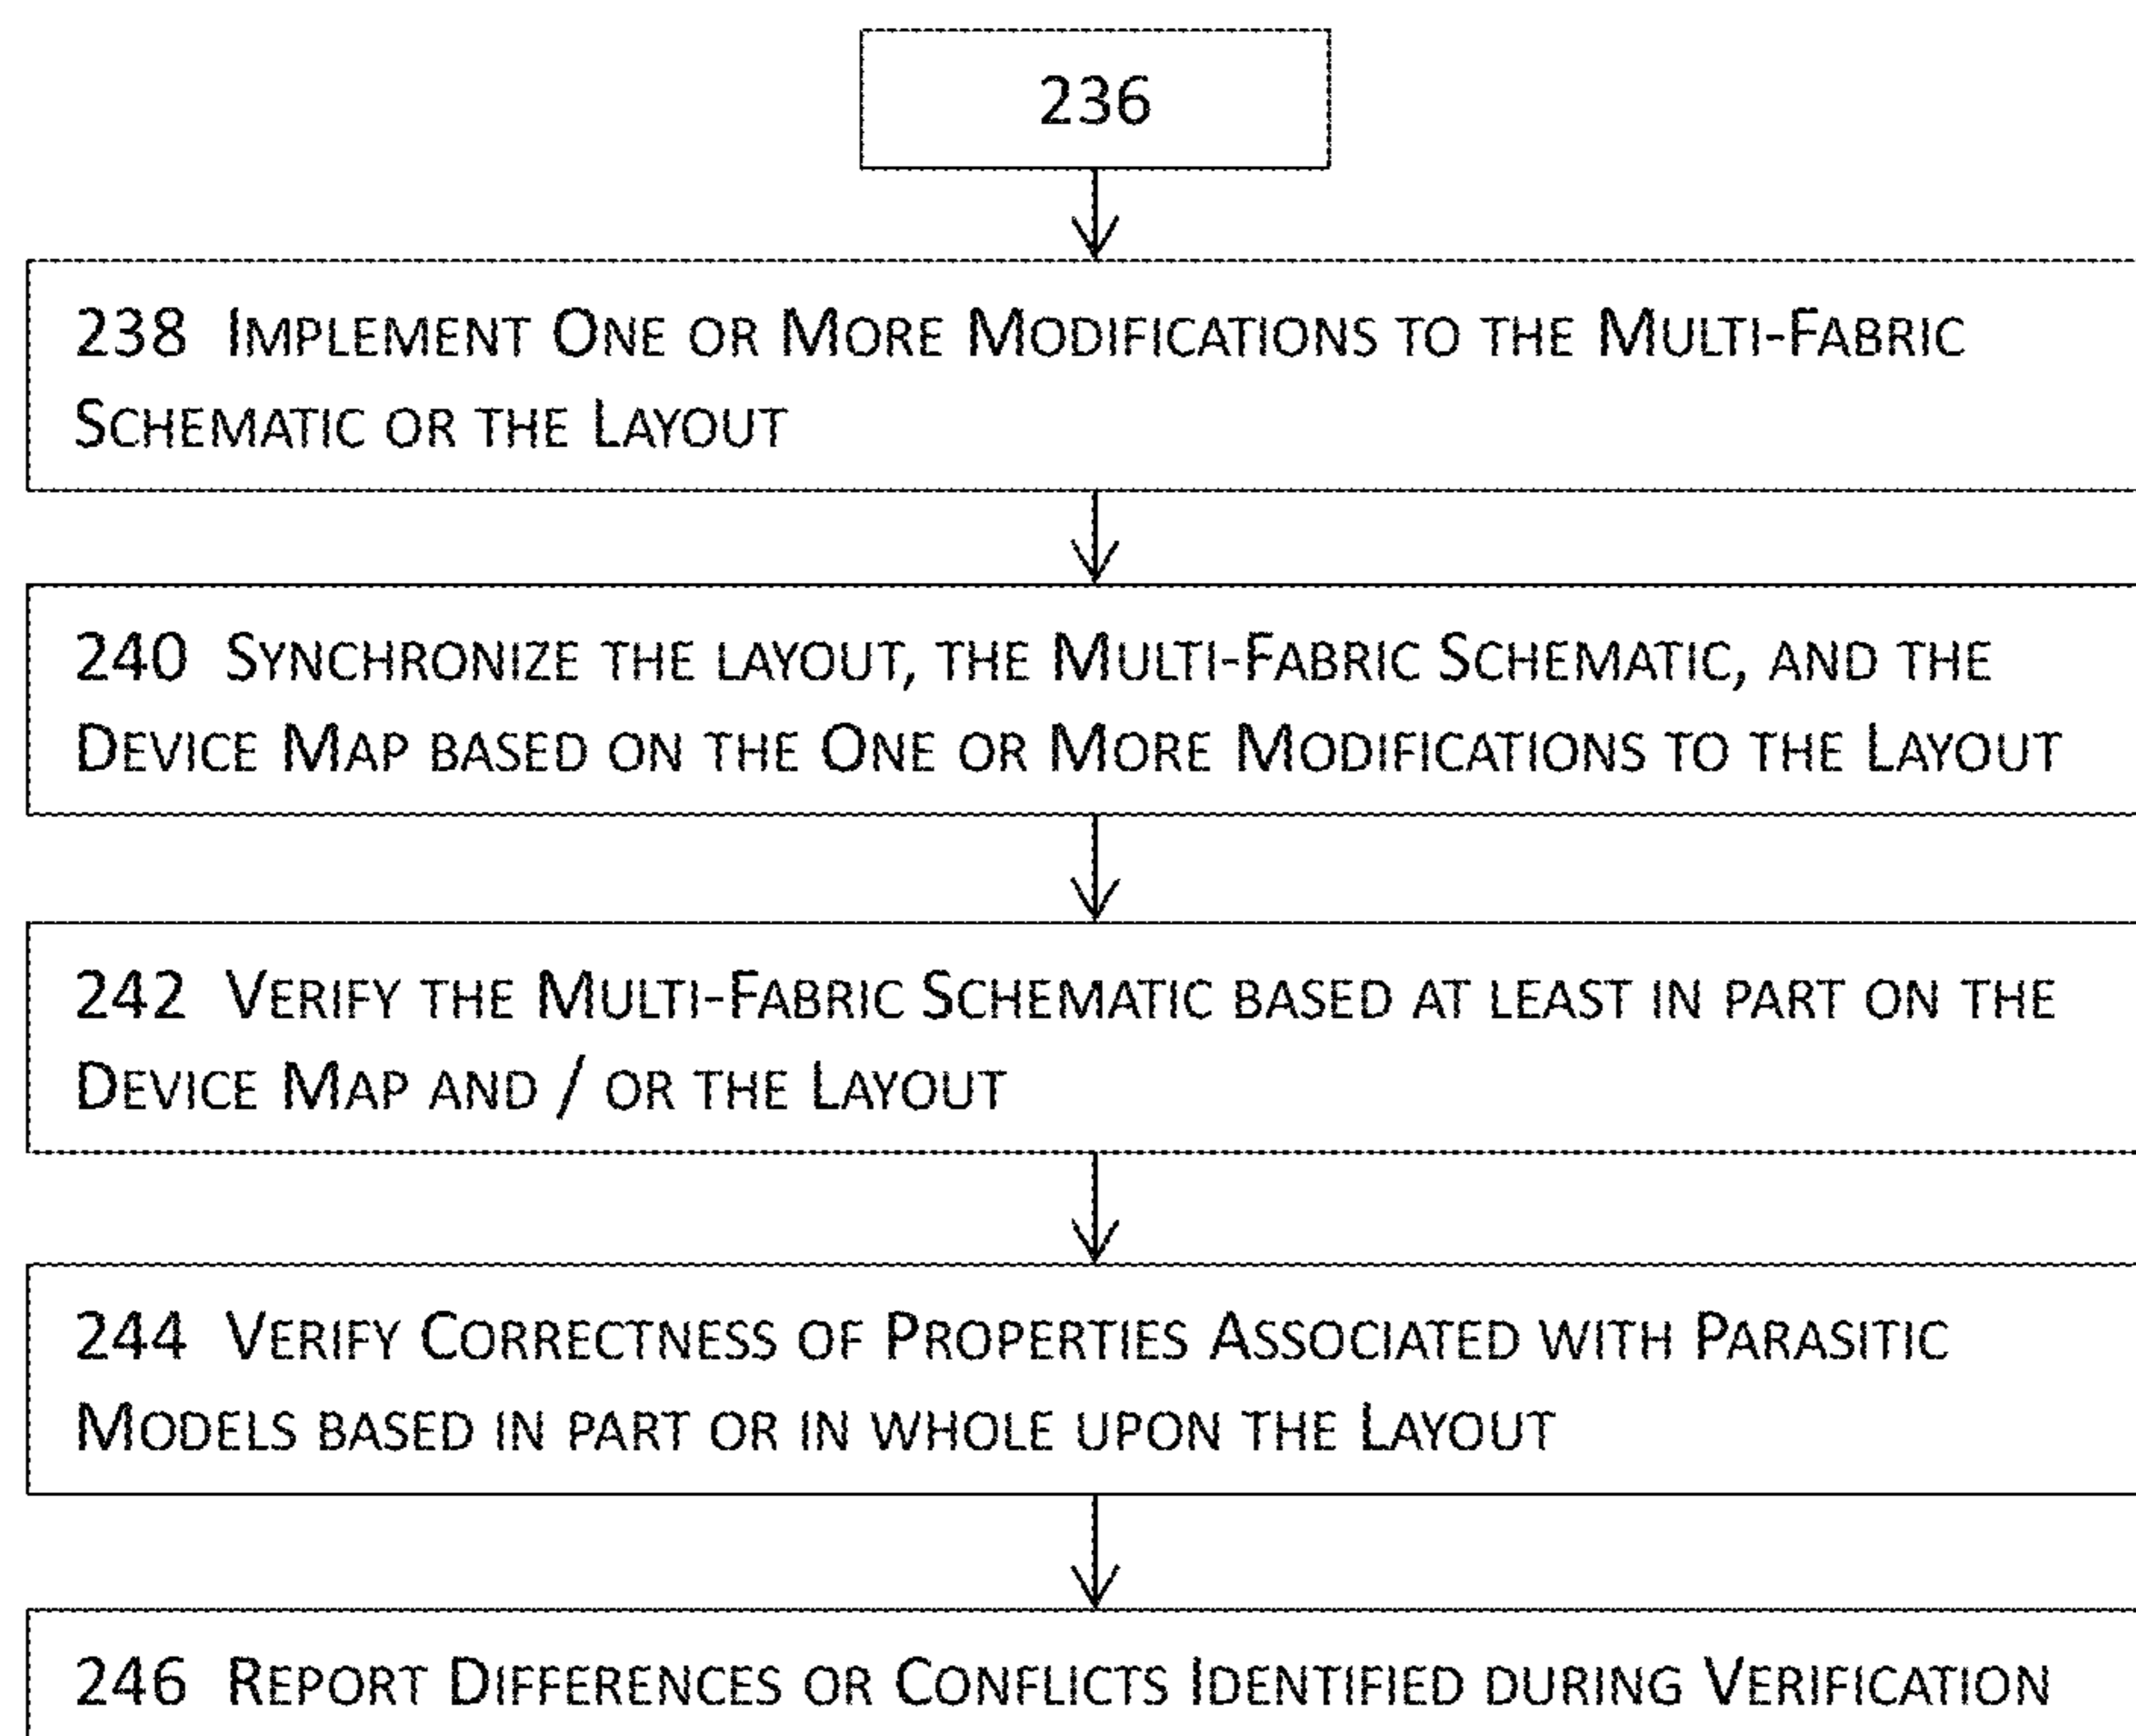 236
238 Implement One or More Modifications to the Multi-Fabric
Schematic or the Layout
240 Synchronize the layout, the Multi-Fabric Schematic, and the
Device Map based on the One or More Modifications to the Layout
242 Verify the Multi-Fabric Schematic based at least in part on the
Device Map and / or the Layout
244 Verify Correctness of Properties Associated with Parasitic
Models based in part or in whole upon the Layout
246 Report Differences or Conflicts Identified during Verification